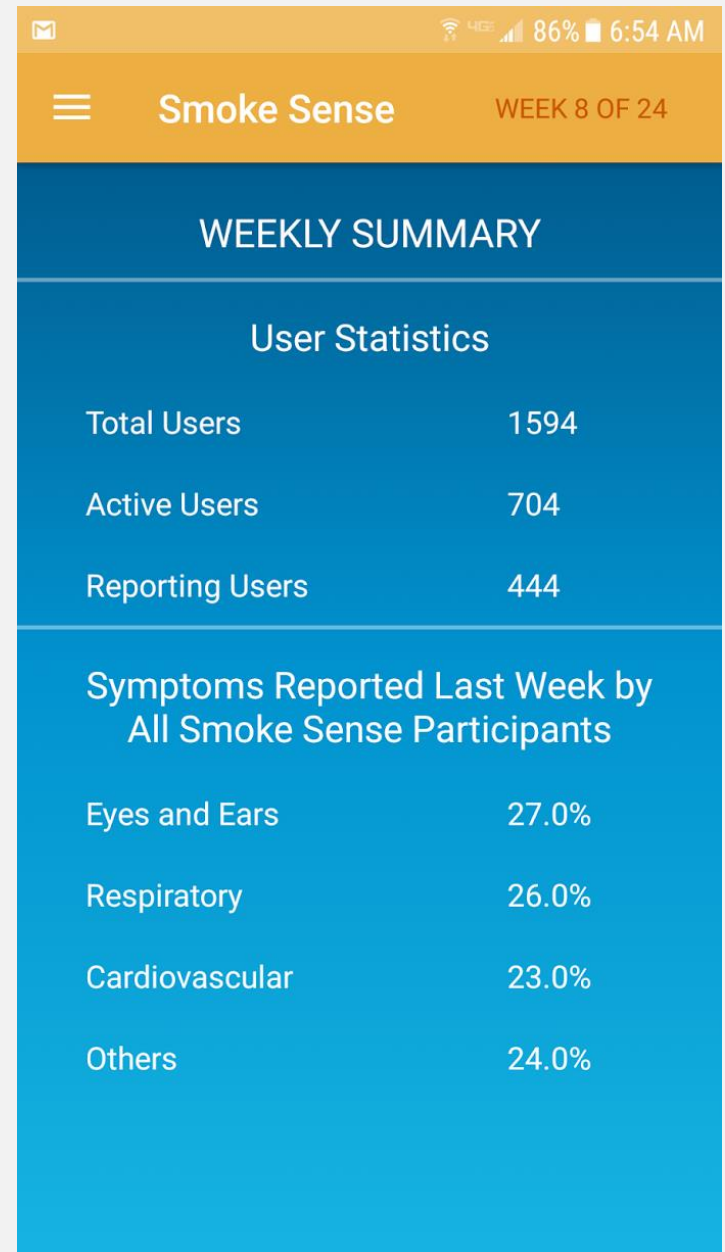 4GE 86% 6:54 AM
Smoke Sense WEEK 8 OF 24
WEEKLY SUMMARY
User Statistics
Total Users 1594
Active Users 704
Reporting Users 444
Symptoms Reported Last Week by
All Smoke Sense Participants
Eyes and Ears 27.0%
Respiratory 26.0%
Cardiovascular 23.0%
Others 24.0%